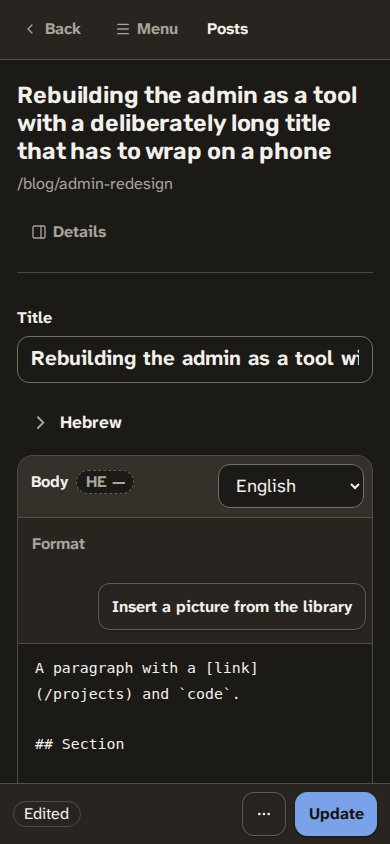 Back Menu Posts
Rebuilding the admin as a tool
with a deliberately long title
that has to wrap on a phone
/blog/admin-redesign
Details
Title
Rebuilding the admin as a tool wi
Hebrew
Body HE — English
Format
Insert a picture from the library
A paragraph with a [link]
(/projects) and `code`.
## Section
Edited ... Update